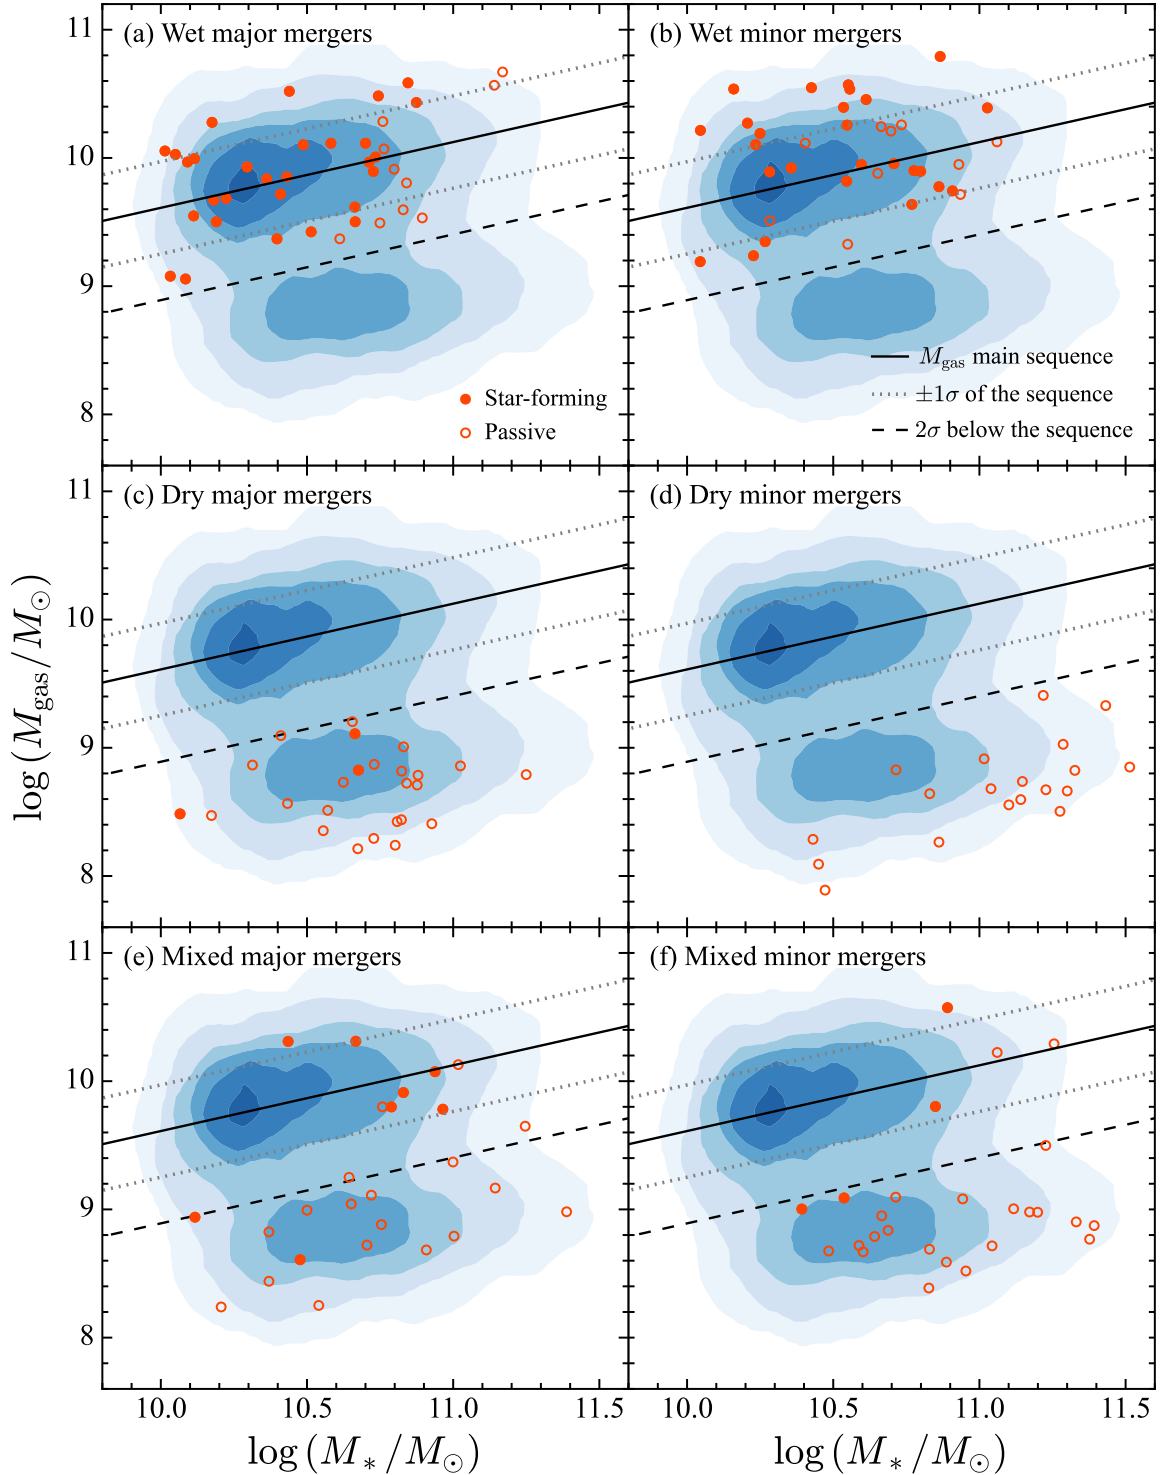 (a) Wet major mergers
(b) Wet minor mergers
11
10
9
8
Star-forming
Passive
M_gas main sequence
±1σ of the sequence
2σ below the sequence
(c) Dry major mergers
(d) Dry minor mergers
11
10
9
8
log (M_gas/M_⊙)
(e) Mixed major mergers
(f) Mixed minor mergers
11
10
9
8
10.0 10.5 11.0 11.5
10.0 10.5 11.0 11.5
log (M_*/M_⊙)
log (M_*/M_⊙)